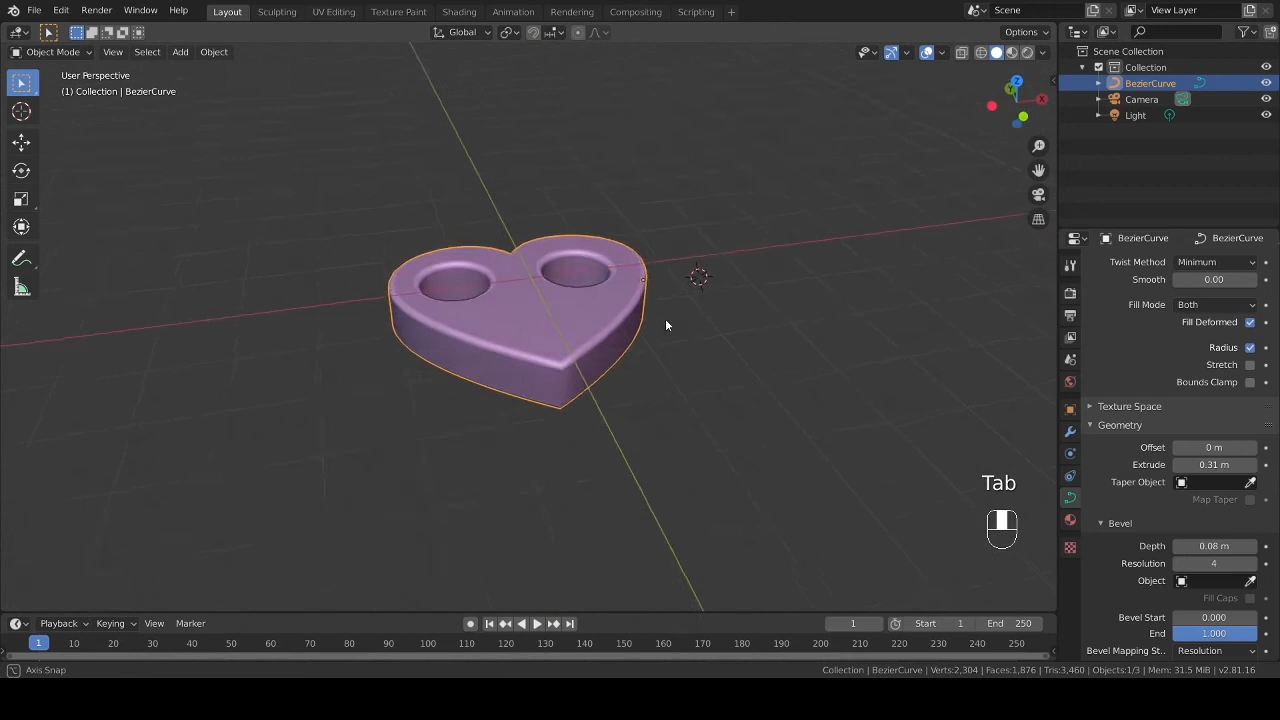 File Edit Render Window Help Layout Sculpting UV Editing Texture Paint Shading Animation Rendering Compositing Scripting + Scene View Layer
Global Options
Object Mode View Select Add Object
User Perspective
(1) Collection | BezierCurve
Z
Y
X
Scene Collection
Collection
BezierCurve
Camera
Light
BezierCurve BezierCurve
Twist Method Minimum
Smooth 0.00
Fill Mode Both
Fill Deformed
Radius
Stretch
Bounds Clamp
Texture Space
Geometry
Offset 0 m
Extrude 0.31 m
Taper Object
Map Taper
Bevel
Depth 0.08 m
Resolution 4
Object
Fill Caps
Bevel Start 0.000
End 1.000
Bevel Mapping St.. Resolution
Tab
Playback Keying View Marker 1 Start 1 End 250
1 10 20 30 40 50 60 70 80 90 100 110 120 130 140 150 160 170 180 190 200 210 220 230 240 250
Axis Snap Collection | BezierCurve | Verts:2,304 | Faces:1,876 | Tris:3,460 | Objects:1/3 | Mem: 31.5 MiB | v2.81.16